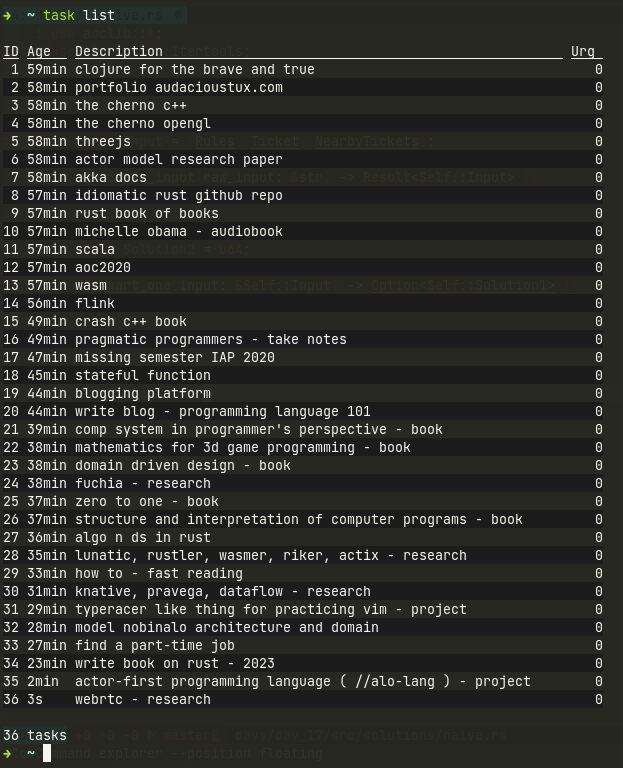 ➜ ~ task list
ID Age Description Urg
1 59min clojure for the brave and true 0
2 58min portfolio audacioustux.com 0
3 58min the cherno c++ 0
4 58min the cherno opengl 0
5 58min threejs 0
6 58min actor model research paper 0
7 58min akka docs 0
8 57min idiomatic rust github repo 0
9 57min rust book of books 0
10 57min michelle obama - audiobook 0
11 57min scala 0
12 57min aoc2020 0
13 57min wasm 0
14 56min flink 0
15 49min crash c++ book 0
16 49min pragmatic programmers - take notes 0
17 47min missing semester IAP 2020 0
18 45min stateful function 0
19 44min blogging platform 0
20 44min write blog - programming language 101 0
21 39min comp system in programmer's perspective - book 0
22 38min mathematics for 3d game programming - book 0
23 38min domain driven design - book 0
24 38min fuchia - research 0
25 37min zero to one - book 0
26 37min structure and interpretation of computer programs - book 0
27 36min algo n ds in rust 0
28 35min lunatic, rustler, wasmer, riker, actix - research 0
29 33min how to - fast reading 0
30 31min knative, pravega, dataflow - research 0
31 29min typeracer like thing for practicing vim - project 0
32 28min model nobinalo architecture and domain 0
33 27min find a part-time job 0
34 23min write book on rust - 2023 0
35 2min actor-first programming language ( //alo-lang ) - project 0
36 3s webrtc - research 0
36 tasks
➜ ~